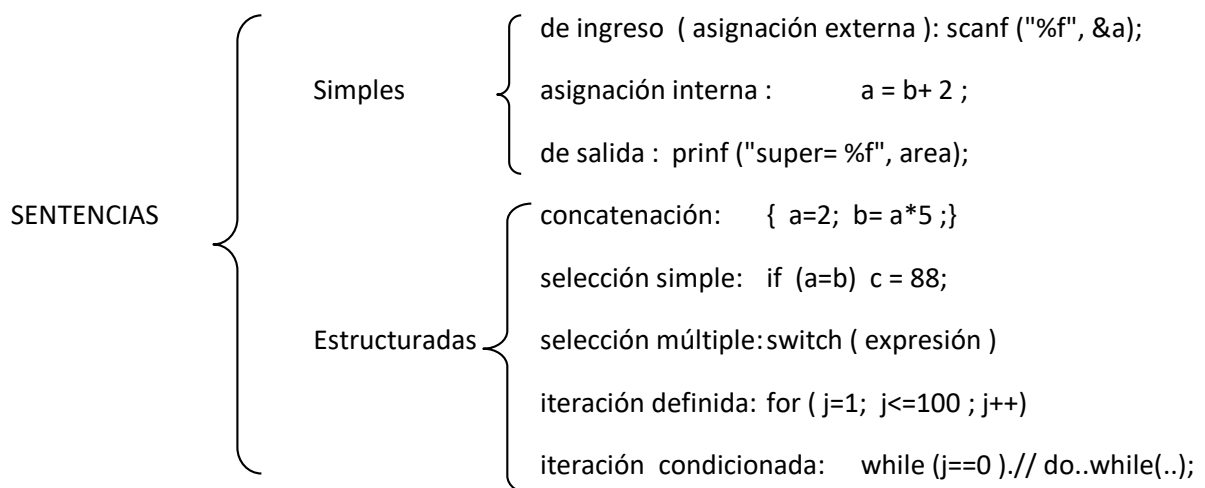 de ingreso ( asignación externa ): scanf ("%f", &a);
Simples asignación interna : a = b+ 2 ;
de salida : prinf ("super= %f", area);
SENTENCIAS concatenación: { a=2; b= a*5 ;}
selección simple: if (a=b) c = 88;
Estructuradas selección múltiple: switch ( expresión )
iteración definida: for ( j=1; j<=100 ; j++)
iteración condicionada: while (j==0 ).// do..while(..);